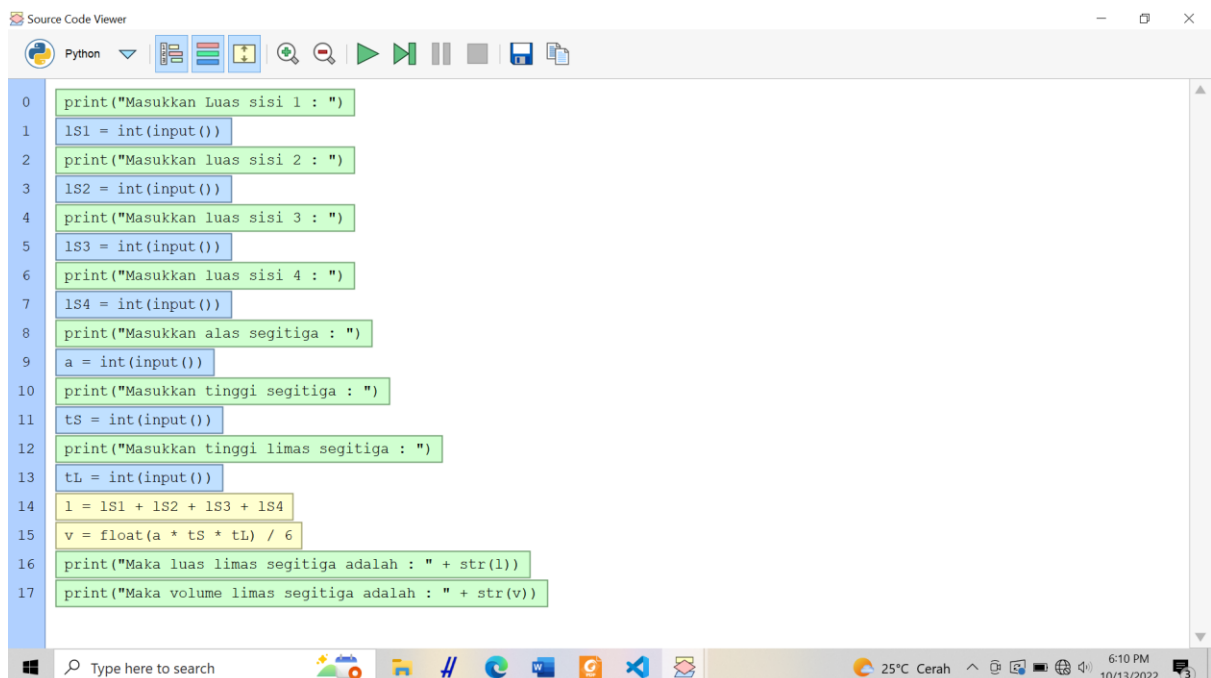 Source Code Viewer
Python
0 print("Masukkan Luas sisi 1 : ")
1 lS1 = int(input())
2 print("Masukkan luas sisi 2 : ")
3 lS2 = int(input())
4 print("Masukkan luas sisi 3 : ")
5 lS3 = int(input())
6 print("Masukkan luas sisi 4 : ")
7 lS4 = int(input())
8 print("Masukkan alas segitiga : ")
9 a = int(input())
10 print("Masukkan tinggi segitiga : ")
11 tS = int(input())
12 print("Masukkan tinggi limas segitiga : ")
13 tL = int(input())
14 l = lS1 + lS2 + lS3 + lS4
15 v = float(a * tS * tL) / 6
16 print("Maka luas limas segitiga adalah : " + str(l))
17 print("Maka volume limas segitiga adalah : " + str(v))
Type here to search
25°C Cerah
6:10 PM
10/13/2022
3